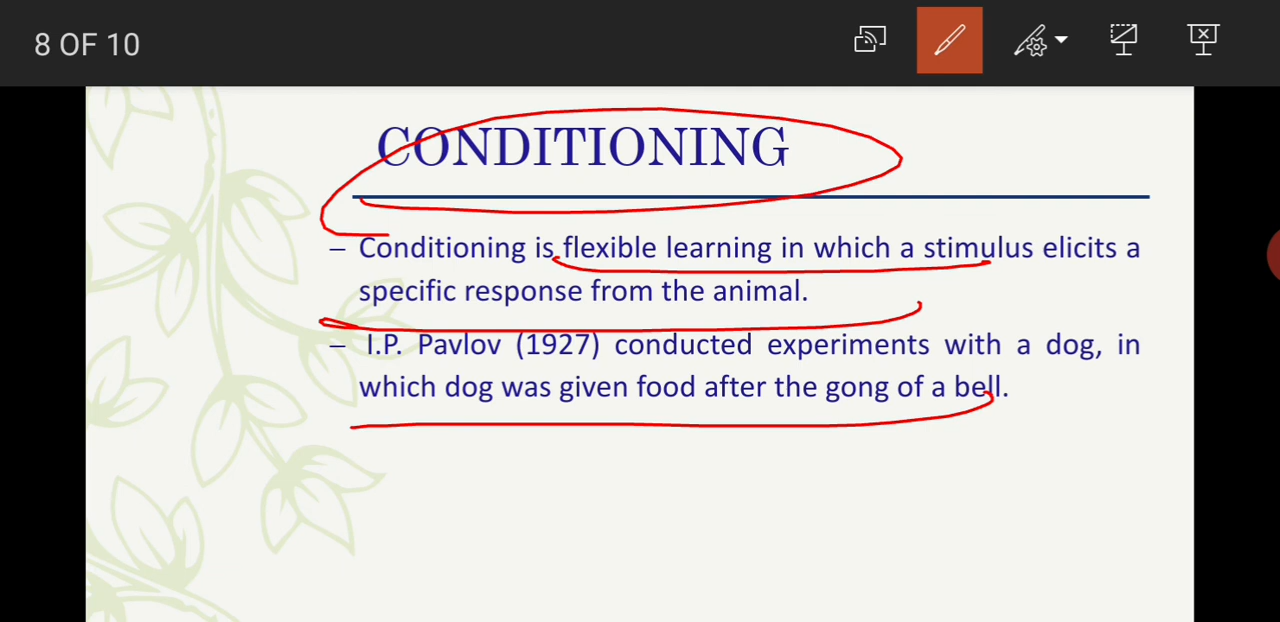 8 OF 10
CONDITIONING
– Conditioning is flexible learning in which a stimulus elicits a
specific response from the animal.
– I.P. Pavlov (1927) conducted experiments with a dog, in
which dog was given food after the gong of a bell.